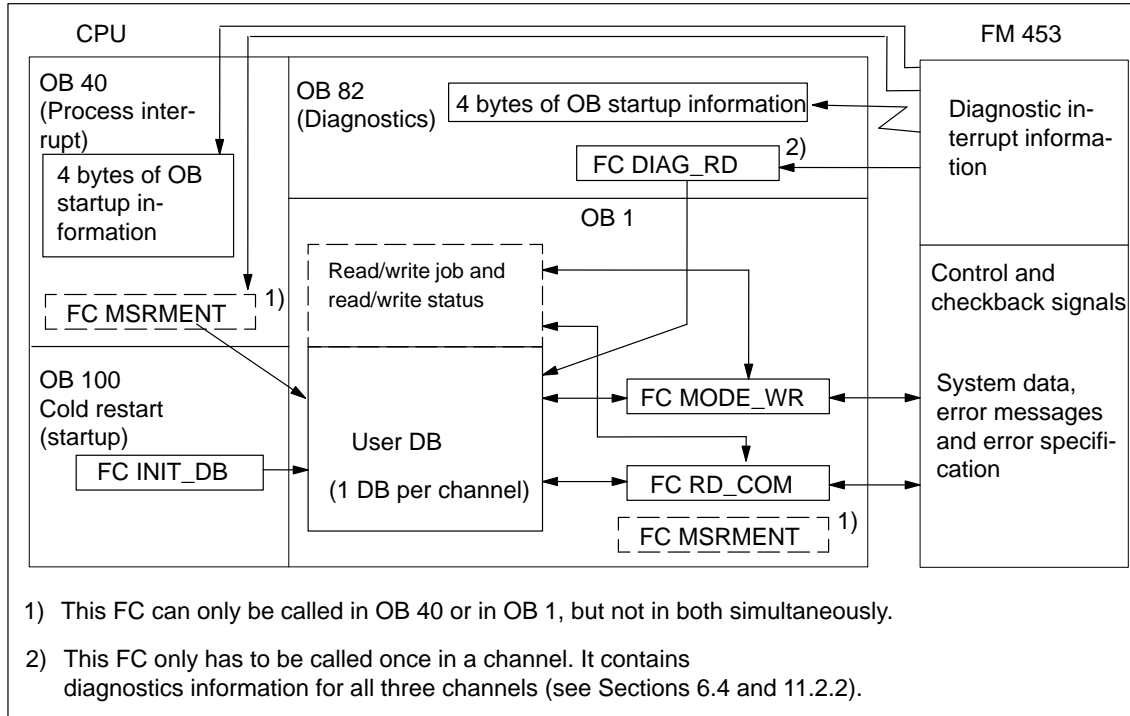 CPU
FM 453
OB 40
(Process inter-
rupt)
4 bytes of OB
startup in-
formation
FC MSRMENT
1)
OB 100
Cold restart
(startup)
FC INIT_DB
OB 82
(Diagnostics)
4 bytes of OB startup information
FC DIAG_RD
2)
OB 1
Read/write job and
read/write status
User DB
(1 DB per channel)
FC MODE_WR
FC RD_COM
FC MSRMENT
1)
Diagnostic in-
terrupt informa-
tion
Control and
checkback signals
System data,
error messages
and error specifi-
cation
1) This FC can only be called in OB 40 or in OB 1, but not in both simultaneously.
2) This FC only has to be called once in a channel. It contains
diagnostics information for all three channels (see Sections 6.4 and 11.2.2).